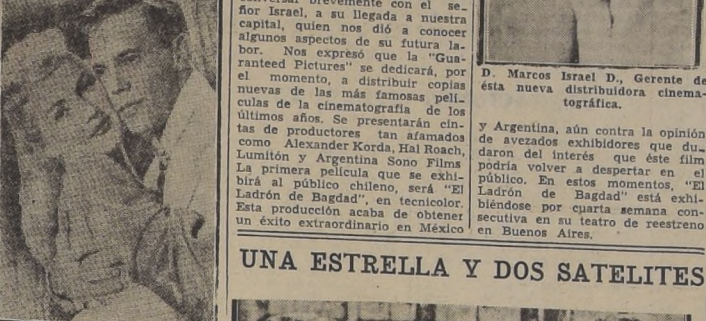 conversar brevemente con el se-
ñor Israel, a su llegada a nuestra
capital, quien nos dió a conocer
algunos aspectos de su futura la-
bor. Nos expresó que la "Gua-
ranteed Pictures" se dedicará, por
el momento, a distribuir copias
nuevas de las más famosas pelí-
culas de la cinematografía de los
últimos años. Se presentarán cin-
tas de productores tan afamados
como Alexander Korda, Hal Roach,
Lumitón y Argentina Sono Films
La primera película que se exhi-
birá al público chileno, será "El
Ladrón de Bagdad", en tecnicolor.
Esta producción acaba de obtener
un éxito extraordinario en México
D. Marcos Israel D., Gerente de
ésta nueva distribuidora cinema-
tográfica.
y Argentina, aún contra la opinión
de avezados exhibidores que du-
daron del interés que éste film
podría volver a despertar en el
público. En estos momentos, "El
Ladrón de Bagdad" está exhi-
biéndose por cuarta semana con-
secutiva en su teatro de reestreno
en Buenos Aires.
UNA ESTRELLA Y DOS SATELITES